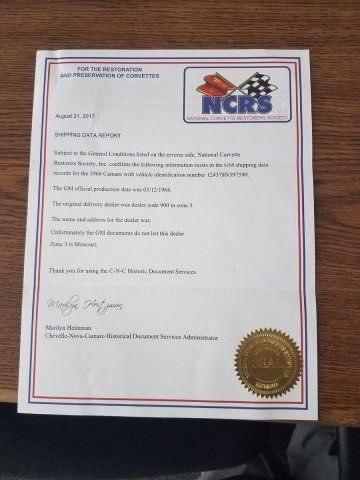 FOR THE RESTORATION
AND PRESERVATION OF CORVETTES
NCRS
NATIONAL CORVETTE RESTORERS SOCIETY
August 21, 2017
SHIPPING DATA REPORT
Subject to the General Conditions listed on the reverse side, National Corvette
Restorers Society, Inc. confirms the following information exists in the GM shipping data
records for the 1968 Camaro with vehicle identification number 124378N397590.
The GM official production date was 03/12/1968.
The original delivery dealer was dealer code 900 in zone 3.
The name and address for the dealer was:
Unfortunately the GM documents do not list this dealer
Zone 3 is Missouri,
Thank you for using the C-N-C Historic Document Services.
Marilyn Heitzman
Marilyn Heitzman
Chevelle-Nova-Camaro Historical Document Services Administrator